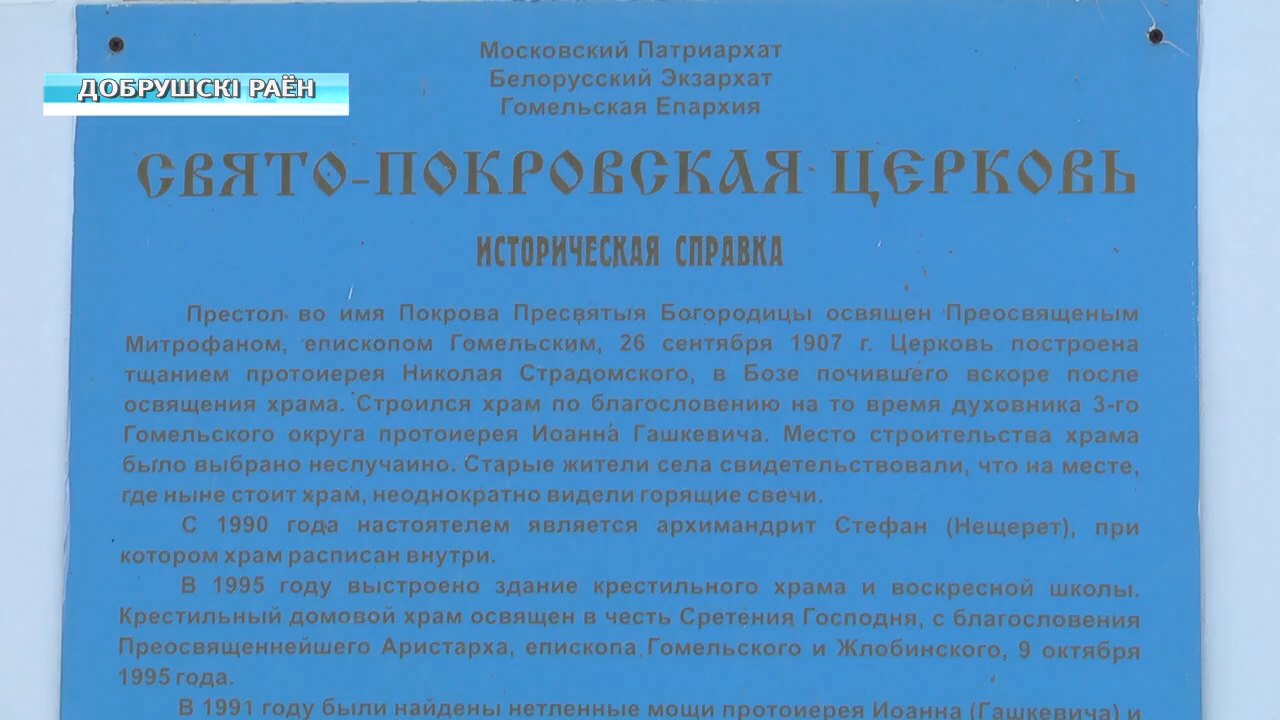 Московский Патриархат
Белорусский Экзархат
Гомельская Епархия
ДОБРУШСКІ РАЁН
СВЯТО-ПОКРОВСКАЯ ЦЕРКОВЬ
ИСТОРИЧЕСКАЯ СПРАВКА
Престол во имя Покрова Пресвятыя Богородицы освящен Преосвященым
Митрофаном, епископом Гомельским, 26 сентября 1907 г. Церковь построена
тщанием протоиерея Николая Страдомского, в Бозе почившего вскоре после
освящения храма. Строился храм по благословению на то время духовника 3-го
Гомельского округа протоиерея Иоанна Гашкевича. Место строительства храма
было выбрано неслучаино. Старые жители села свидетельствовали, что на месте,
где ныне стоит храм, неоднократно видели горящие свечи.
С 1990 года настоятелем является архимандрит Стефан (Нещерет), при
котором храм расписан внутри.
В 1995 году выстроено здание крестильного храма и воскресной школы.
Крестильный домовой храм освящен в честь Сретения Господня, с благословения
Преосвященнейшего Аристарха, епископа Гомельского и Жлобинского, 9 октября
1995 года.
В 1991 году были найдены нетленные мощи протоиерея Иоанна (Гашкевича) и